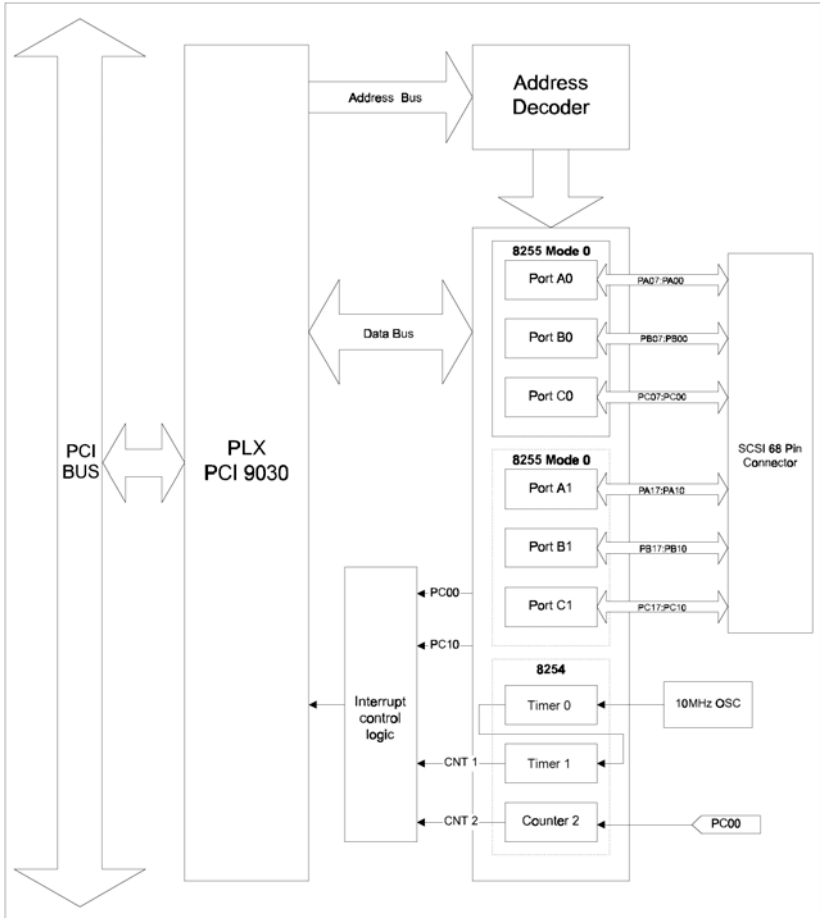 Address Bus
Address
Decoder
8255 Mode 0
Port A0
PA07:PA00
Port B0
PB07:PB00
Data Bus
Port C0
PC07:PC00
PCI
BUS
PLX
PCI 9030
SCSI 68 Pin
Connector
8255 Mode 0
Port A1
PA17:PA10
Port B1
PB17:PB10
Port C1
PC17:PC10
PC00
PC10
Interrupt
control
logic
8254
Timer 0
10MHz OSC
CNT 1
Timer 1
CNT 2
Counter 2
PC00